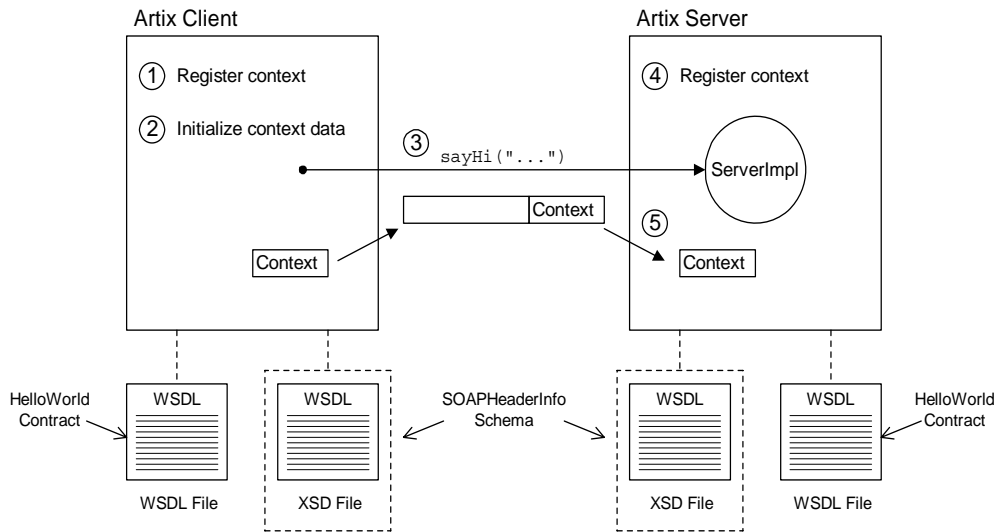 Artix Client
Artix Server
1 Register context
2 Initialize context data
3
sayHi("...")
4 Register context
ServerImpl
Context
5
Context
Context
HelloWorld
Contract
WSDL
WSDL File
WSDL
XSD File
SOAPHeaderInfo
Schema
WSDL
XSD File
WSDL
WSDL File
HelloWorld
Contract